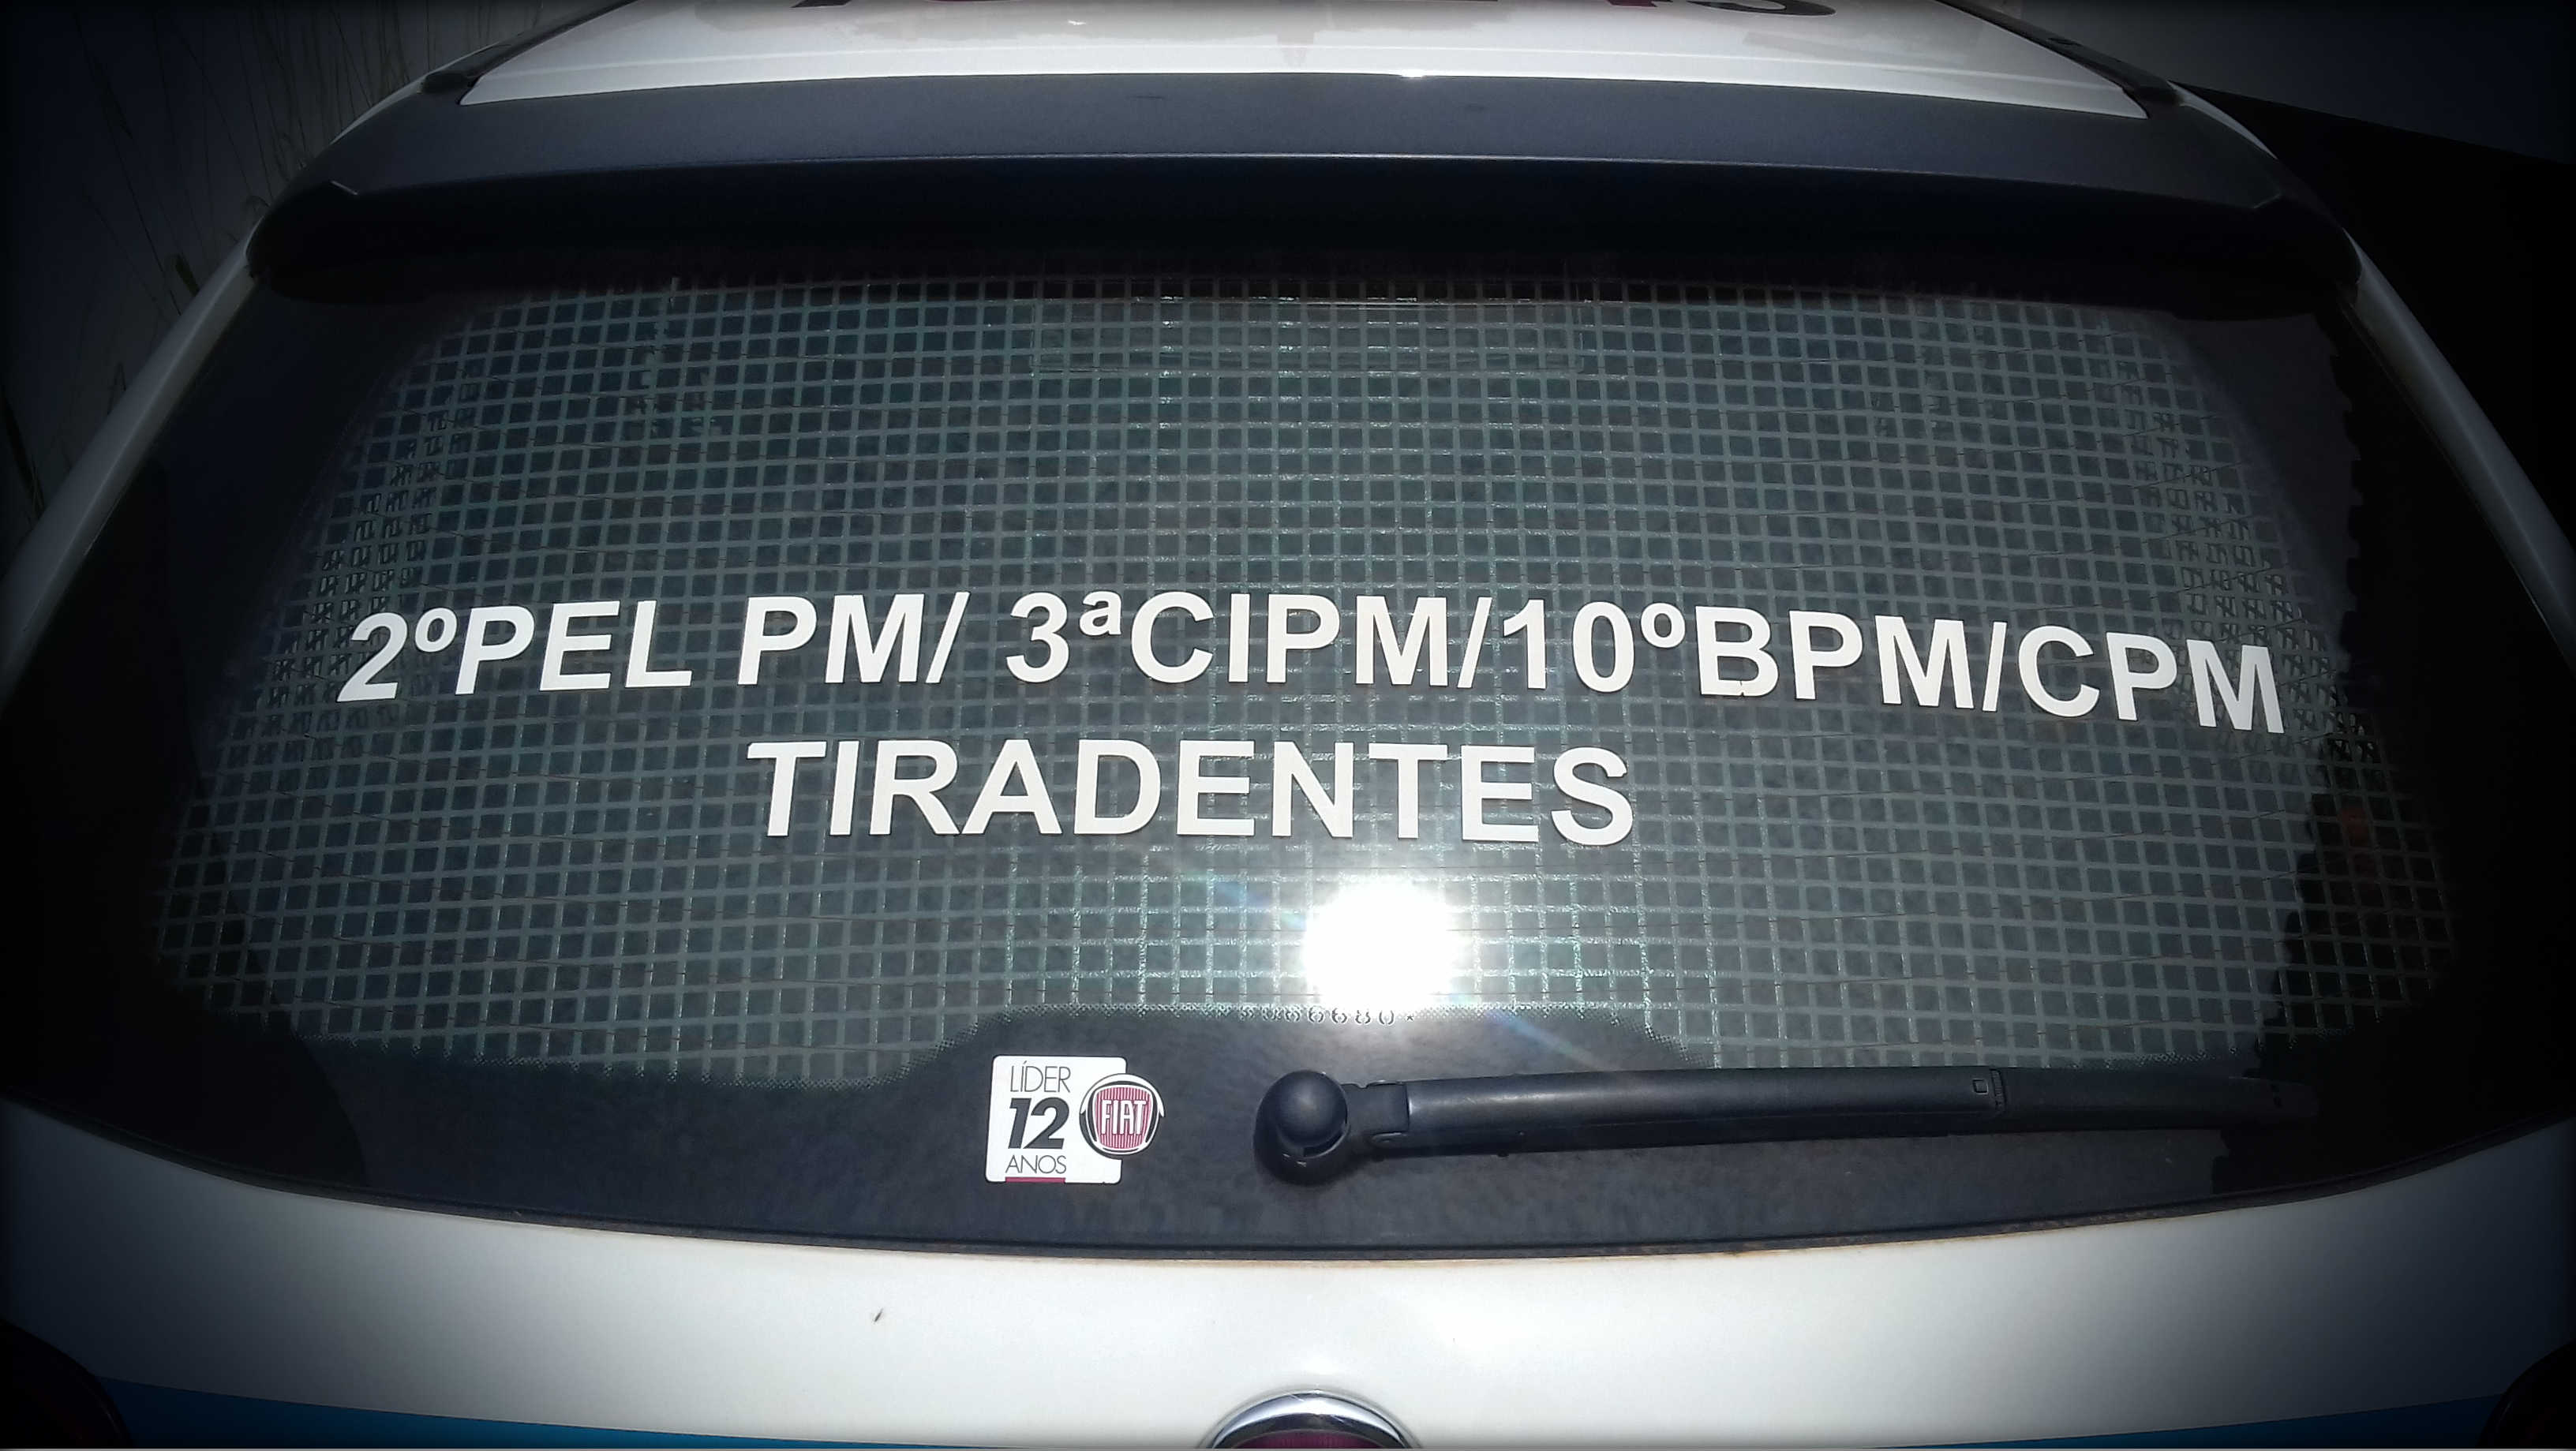 2ºPEL PM/ 3ªCIPM/10ºBPM/CPM
TIRADENTES
LÍDER
12
ANOS
FIAT